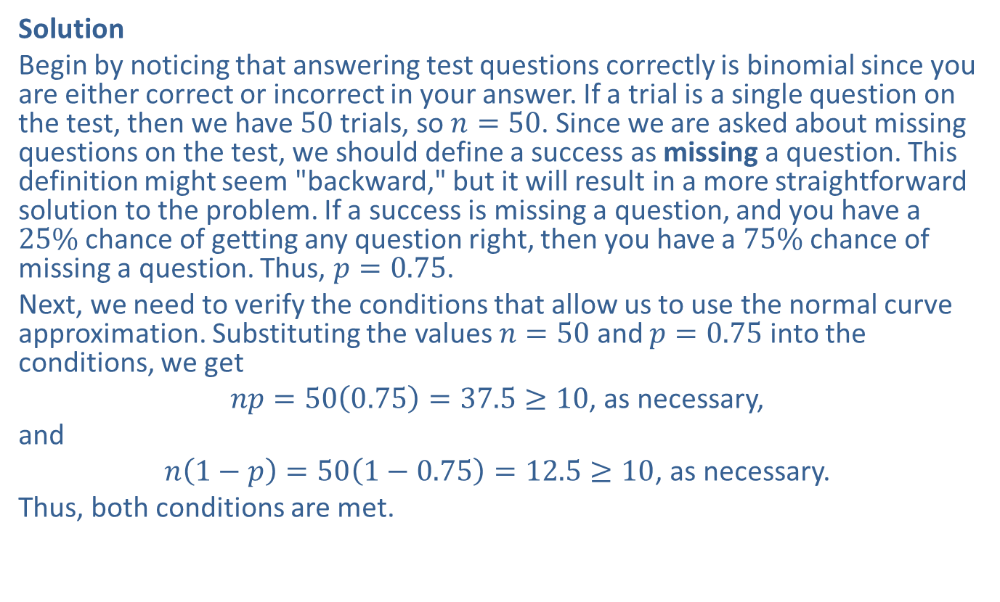 Solution
Begin by noticing that answering test questions correctly is binomial since you
are either correct or incorrect in your answer. If a trial is a single question on
the test, then we have 50 trials, so n = 50. Since we are asked about missing
questions on the test, we should define a success as missing a question. This
definition might seem "backward," but it will result in a more straightforward
solution to the problem. If a success is missing a question, and you have a
25% chance of getting any question right, then you have a 75% chance of
missing a question. Thus, p = 0.75.
Next, we need to verify the conditions that allow us to use the normal curve
approximation. Substituting the values n = 50 and p = 0.75 into the
conditions, we get
np = 50(0.75) = 37.5 ≥ 10, as necessary,
and
n(1 − p) = 50(1 − 0.75) = 12.5 ≥ 10, as necessary.
Thus, both conditions are met.